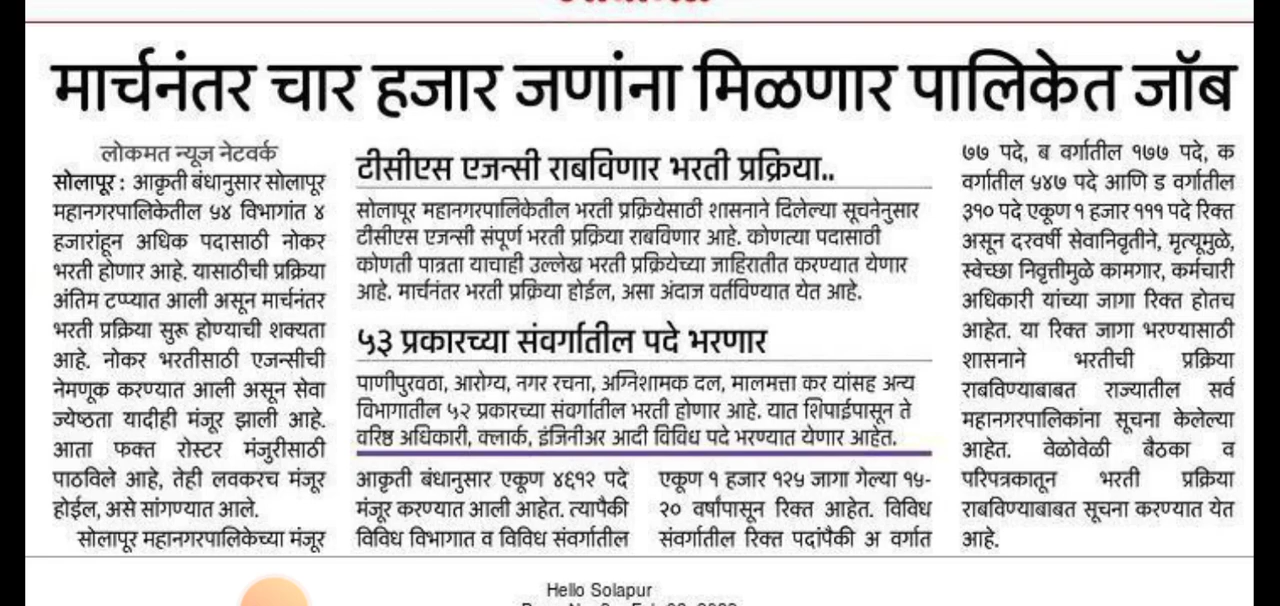 मार्चनंतर चार हजार जणांना मिळणार पालिकेत जॉब
लोकमत न्यूज नेटवर्क
सोलापूर : आकृती बंधानुसार सोलापूर
महानगरपालिकेतील ५४ विभागांत ४
हजारांहून अधिक पदासाठी नोकर
भरती होणार आहे. यासाठीची प्रक्रिया
अंतिम टप्प्यात आली असून मार्चनंतर
भरती प्रक्रिया सुरू होण्याची शक्यता
आहे. नोकर भरतीसाठी एजन्सीची
नेमणूक करण्यात आली असून सेवा
ज्येष्ठता यादीही मंजूर झाली आहे.
आता फक्त रोस्टर मंजुरीसाठी
पाठविले आहे, तेही लवकरच मंजूर
होईल, असे सांगण्यात आले.
सोलापूर महानगरपालिकेच्या मंजूर
टीसीएस एजन्सी राबविणार भरती प्रक्रिया..
सोलापूर महानगरपालिकेतील भरती प्रक्रियेसाठी शासनाने दिलेल्या सूचनेनुसार
टीसीएस एजन्सी संपूर्ण भरती प्रक्रिया राबविणार आहे. कोणत्या पदासाठी
कोणती पात्रता याचाही उल्लेख भरती प्रक्रियेच्या जाहिरातीत करण्यात येणार
आहे. मार्चनंतर भरती प्रक्रिया होईल, असा अंदाज वर्तविण्यात येत आहे.
५३ प्रकारच्या संवर्गातील पदे भरणार
पाणीपुरवठा, आरोग्य, नगर रचना, अग्निशामक दल, मालमत्ता कर यांसह अन्य
विभागातील ५२ प्रकारच्या संवर्गातील भरती होणार आहे. यात शिपाईपासून ते
वरिष्ठ अधिकारी, क्लार्क, इंजिनीअर आदी विविध पदे भरण्यात येणार आहेत.
आकृती बंधानुसार एकूण ४६१२ पदे
मंजूर करण्यात आली आहेत. त्यापैकी
विविध विभागात व विविध संवर्गातील
एकूण १ हजार १२५ जागा गेल्या १५-
२० वर्षांपासून रिक्त आहेत. विविध
संवर्गातील रिक्त पदांपैकी अ वर्गात
७७ पदे, ब वर्गातील १७७ पदे, क
वर्गातील ५४७ पदे आणि ड वर्गातील
३१० पदे एकूण १ हजार १११ पदे रिक्त
असून दरवर्षी सेवानिवृतीने, मृत्यूमुळे,
स्वेच्छा निवृत्तीमुळे कामगार, कर्मचारी
अधिकारी यांच्या जागा रिक्त होतच
आहेत. या रिक्त जागा भरण्यासाठी
शासनाने भरतीची प्रक्रिया
राबविण्याबाबत राज्यातील सर्व
महानगरपालिकांना सूचना केलेल्या
आहेत. वेळोवेळी बैठका व
परिपत्रकातून भरती प्रक्रिया
राबविण्याबाबत सूचना करण्यात येत
आहे.
Hello Solapur